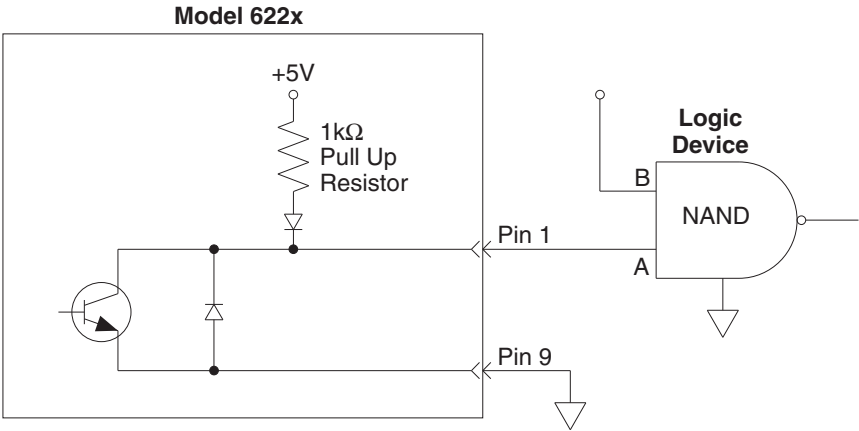 Model 622x
+5V
1kΩ
Pull Up
Resistor
Logic
Device
B
NAND
Pin 1
A
Pin 9